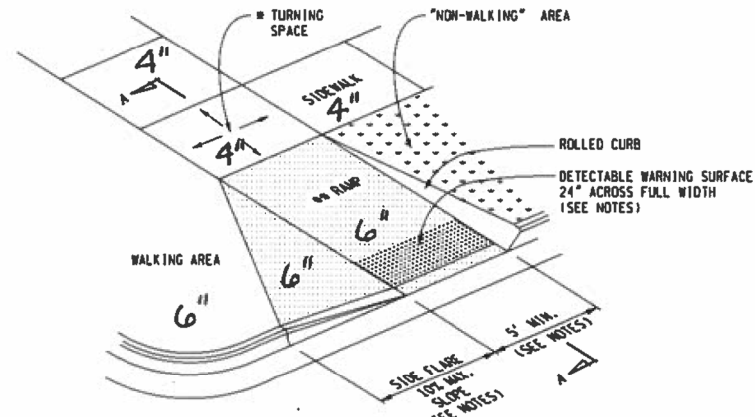 * TURNING
SPACE
"NON-WALKING" AREA
4"
A
SIDEWALK
4"
4"
ROLLED CURB
DETECTABLE WARNING SURFACE
24" ACROSS FULL WIDTH
(SEE NOTES)
** RAMP
6"
WALKING AREA
6"
6"
5' MIN.
(SEE NOTES)
SIDE FLARE
10% MAX.
SLOPE
(SEE NOTES)
A